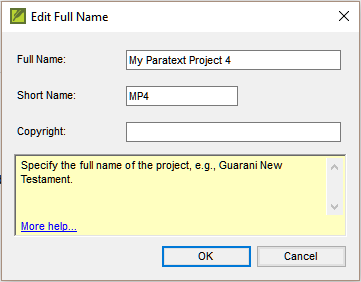 Edit Full Name
Full Name: My Paratext Project 4
Short Name: MP4
Copyright:
Specify the full name of the project, e.g., Guarani New
Testament.
More help...
OK Cancel